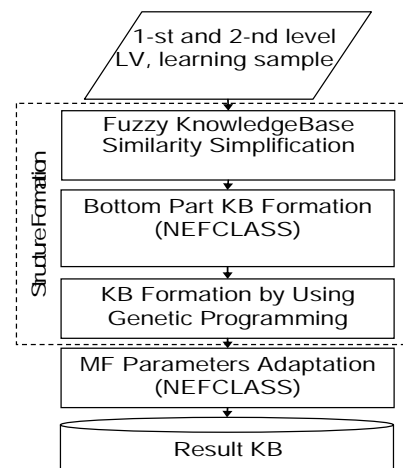 1-st and 2-nd level
LV, learning sample
Fuzzy KnowledgeBase
Similarity Simplification
Structure Formation
Bottom Part KB Formation
(NEFCLASS)
KB Formation by Using
Genetic Programming
MF Parameters Adaptation
(NEFCLASS)
Result KB